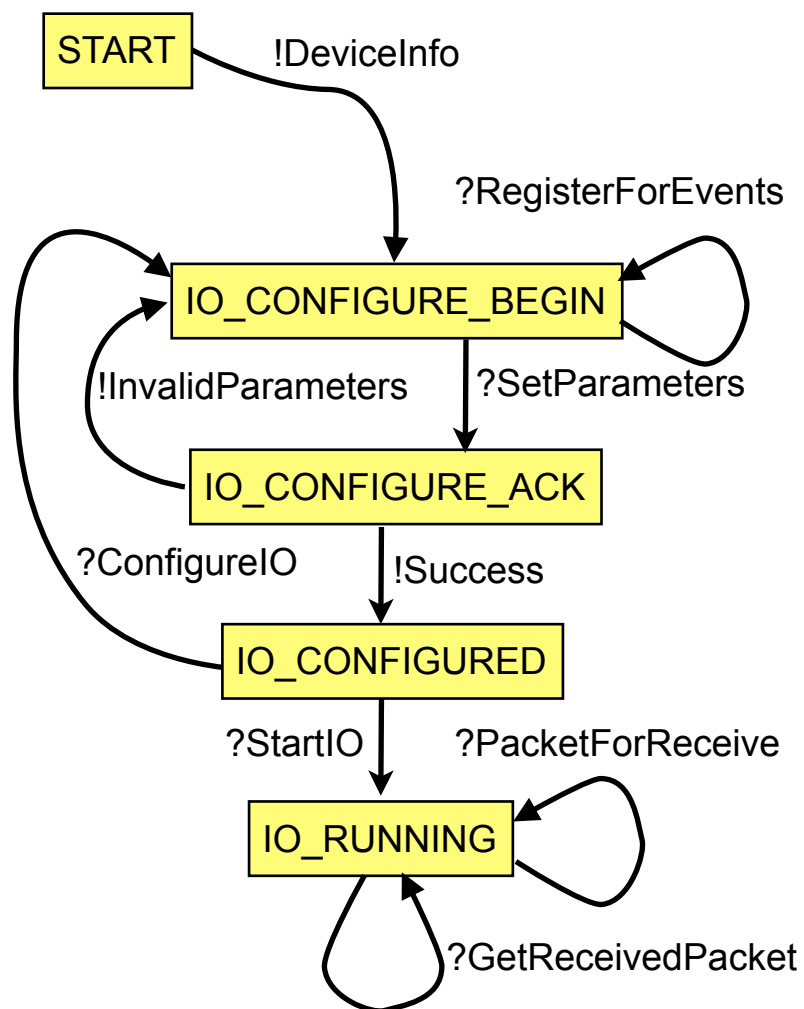 START
!DeviceInfo
?RegisterForEvents
IO_CONFIGURE_BEGIN
!InvalidParameters
?SetParameters
IO_CONFIGURE_ACK
?ConfigureIO
!Success
IO_CONFIGURED
?StartIO
?PacketForReceive
IO_RUNNING
?GetReceivedPacket